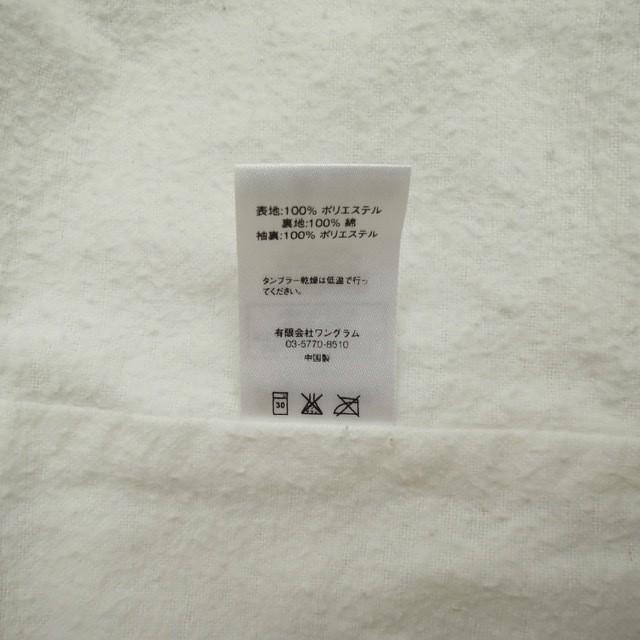 表地:100% ポリエステル
裏地:100% 綿
袖裏:100% ポリエステル
タンブラー乾燥は低温で行っ
てください。
有限会社ワングラム
03-5770-8510
中国製
30